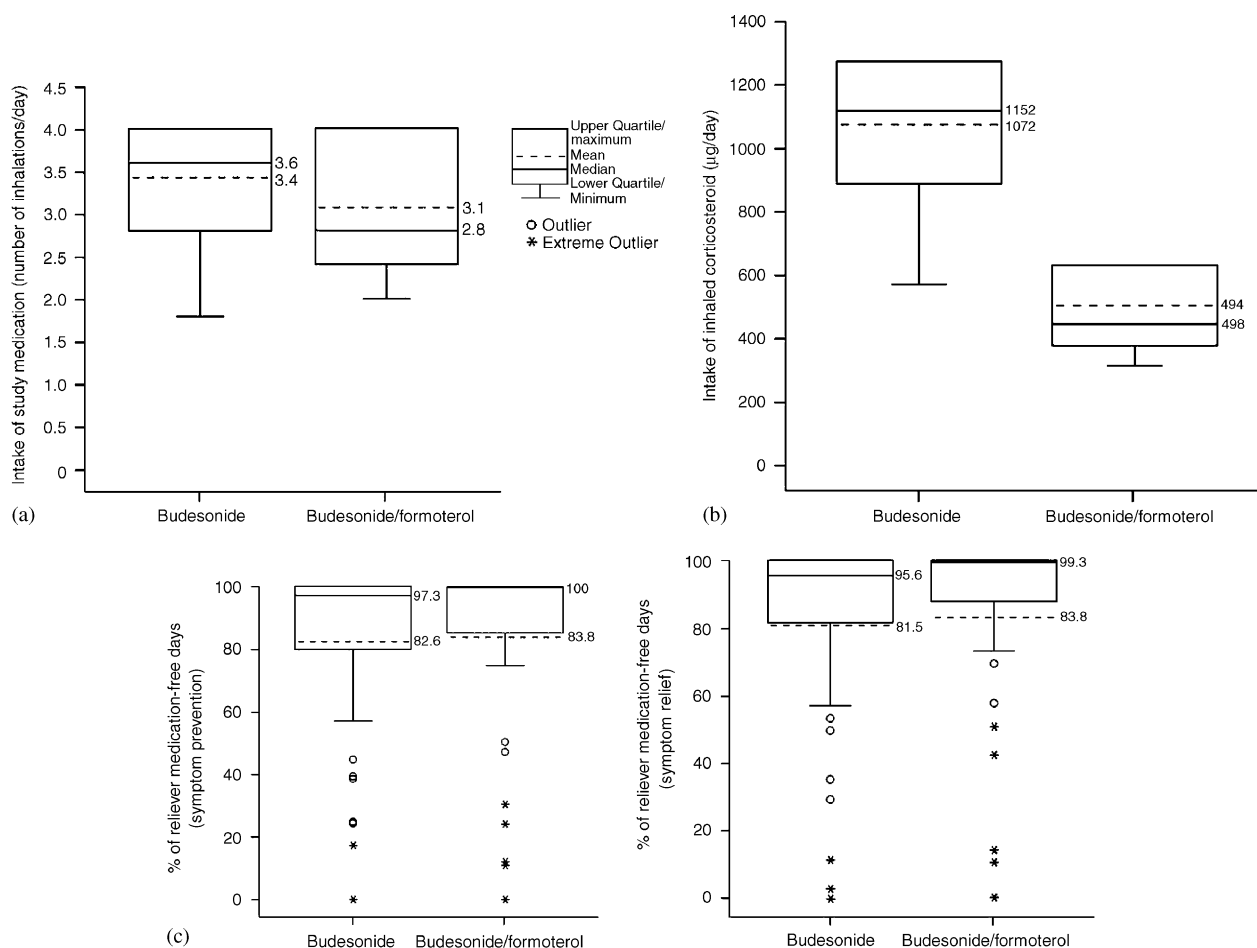 Intake of study medication (number of inhalations/day)
4.5
4.0
3.5
3.0
2.5
2.0
1.5
1.0
0.5
0
3.6
3.4
3.1
2.8
Budesonide
Budesonide/formoterol
(a)
Upper Quartile/
maximum
Mean
Median
Lower Quartile/
Minimum
Outlier
Extreme Outlier
Intake of inhaled corticosteroid (μg/day)
1400
1200
1000
800
600
400
200
0
1152
1072
494
498
Budesonide
Budesonide/formoterol
(b)
% of reliever medication-free days
(symptom prevention)
100
80
60
40
20
0
97.3
82.6
100
83.8
Budesonide
Budesonide/formoterol
(c)
% of reliever medication-free days
(symptom relief)
100
80
60
40
20
0
95.6
81.5
99.3
83.8
Budesonide
Budesonide/formoterol